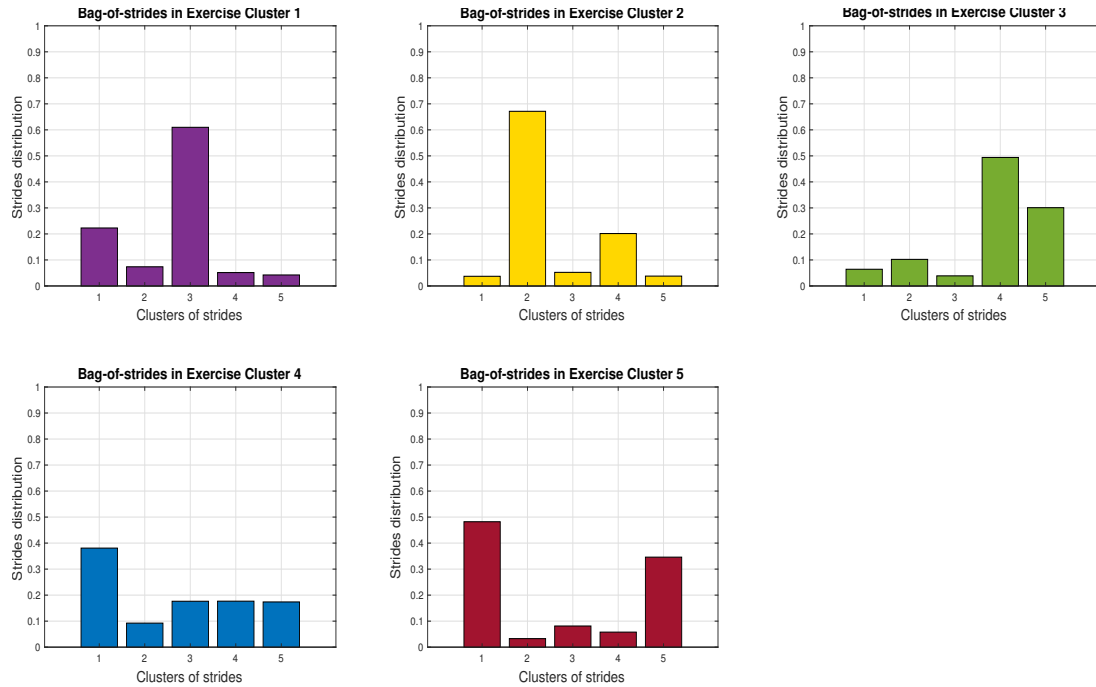 Bag-of-strides in Exercise Cluster 1
1
0.9
0.8
0.7
0.6
0.5
0.4
0.3
0.2
0.1
0
Strides distribution
1 2 3 4 5
Clusters of strides
Bag-of-strides in Exercise Cluster 2
1
0.9
0.8
0.7
0.6
0.5
0.4
0.3
0.2
0.1
0
Strides distribution
1 2 3 4 5
Clusters of strides
Bag-of-strides in Exercise Cluster 3
1
0.9
0.8
0.7
0.6
0.5
0.4
0.3
0.2
0.1
0
Strides distribution
1 2 3 4 5
Clusters of strides
Bag-of-strides in Exercise Cluster 4
1
0.9
0.8
0.7
0.6
0.5
0.4
0.3
0.2
0.1
0
Strides distribution
1 2 3 4 5
Clusters of strides
Bag-of-strides in Exercise Cluster 5
1
0.9
0.8
0.7
0.6
0.5
0.4
0.3
0.2
0.1
0
Strides distribution
1 2 3 4 5
Clusters of strides